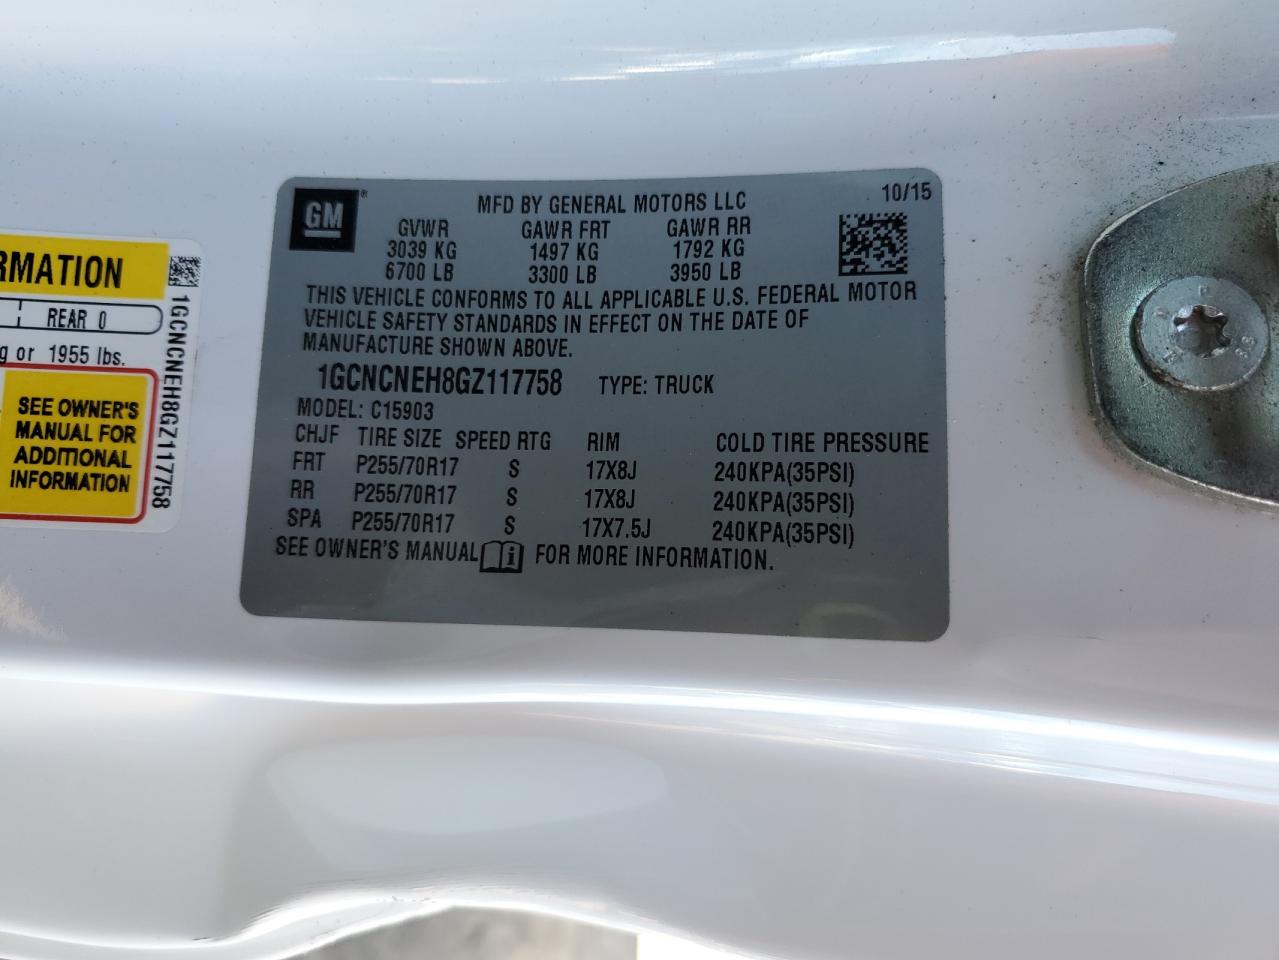 GM ®
MFD BY GENERAL MOTORS LLC 10/15
GVWR GAWR FRT GAWR RR
3039 KG 1497 KG 1792 KG
6700 LB 3300 LB 3950 LB
THIS VEHICLE CONFORMS TO ALL APPLICABLE U.S. FEDERAL MOTOR
VEHICLE SAFETY STANDARDS IN EFFECT ON THE DATE OF
MANUFACTURE SHOWN ABOVE.
1GCNCNEH8GZ117758 TYPE: TRUCK
MODEL: C15903
CHJF TIRE SIZE SPEED RTG RIM COLD TIRE PRESSURE
FRT P255/70R17 S 17X8J 240KPA(35PSI)
RR P255/70R17 S 17X8J 240KPA(35PSI)
SPA P255/70R17 S 17X7.5J 240KPA(35PSI)
SEE OWNER'S MANUAL i FOR MORE INFORMATION.
RMATION
REAR 0
g or 1955 lbs.
SEE OWNER'S
MANUAL FOR
ADDITIONAL
INFORMATION
1GCNCNEH8GZ117758